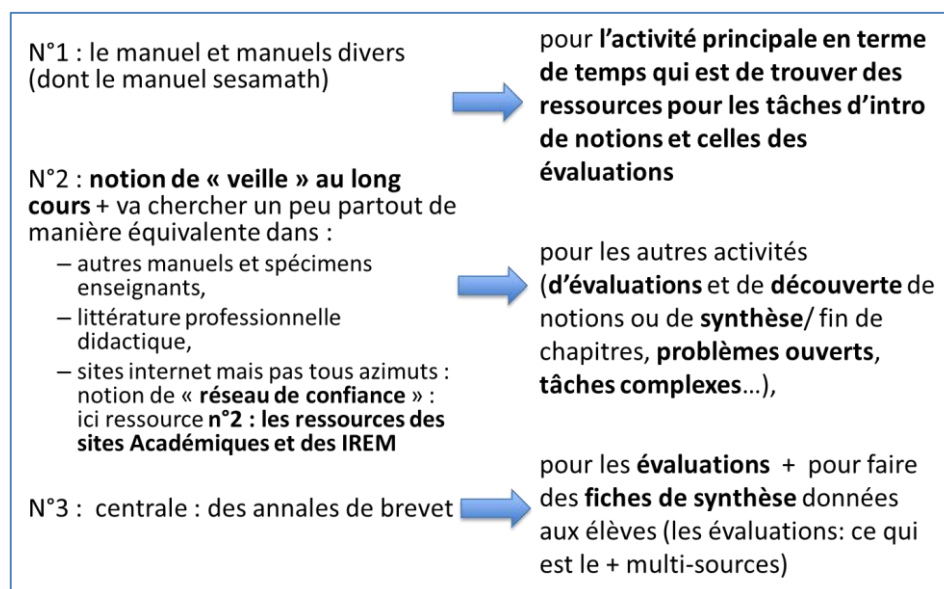 N°1 : le manuel et manuels divers
(dont le manuel sesamath)
pour l’activité principale en terme
de temps qui est de trouver des
ressources pour les tâches d’intro
de notions et celles des
évaluations
N°2 : notion de « veille » au long
cours + va chercher un peu partout de
manière équivalente dans :
– autres manuels et spécimens
enseignants,
– littérature professionnelle
didactique,
– sites internet mais pas tous azimuts :
notion de « réseau de confiance » :
ici ressource n°2 : les ressources des
sites Académiques et des IREM
pour les autres activités
(d’évaluations et de découverte de
notions ou de synthèse/ fin de
chapitres, problèmes ouverts,
tâches complexes…),
N°3 : centrale : des annales de brevet
pour les évaluations + pour faire
des fiches de synthèse données
aux élèves (les évaluations: ce qui
est le + multi-sources)